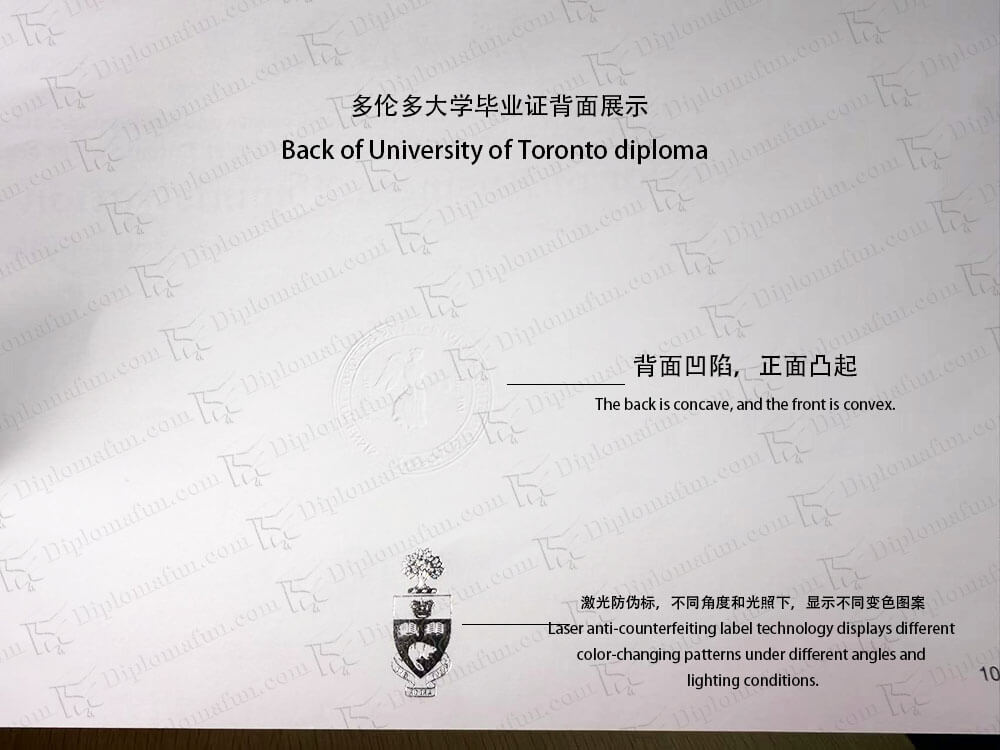 多伦多大学毕业证背面展示
Back of University of Toronto diploma
背面凹陷，正面凸起
The back is concave, and the front is convex.
激光防伪标，不同角度和光照下，显示不同变色图案
Laser anti-counterfeiting label technology displays different
color-changing patterns under different angles and
lighting conditions.
10
Diplomafun.com